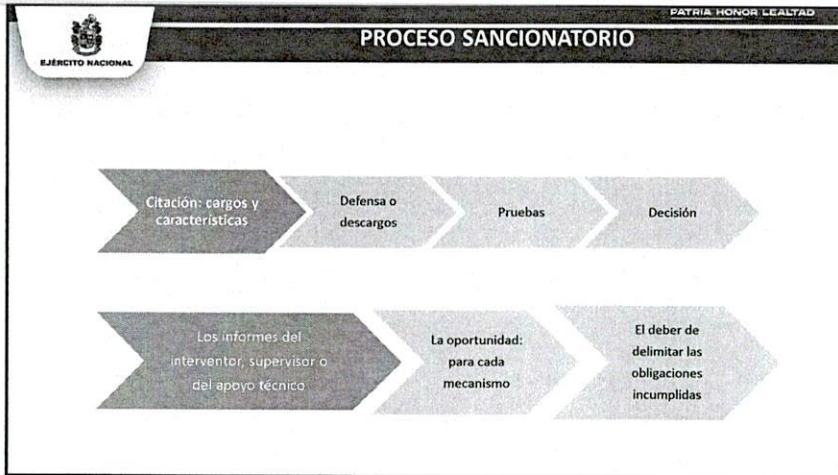 PATRIA HONOR LEALTAD
EJÉRCITO NACIONAL
PROCESO SANCIONATORIO
Citación: cargos y
características
Defensa o
descargos
Pruebas
Decisión
Los informes del
interventor, supervisor o
del apoyo técnico
La oportunidad:
para cada
mecanismo
El deber de
delimitar las
obligaciones
incumplidas